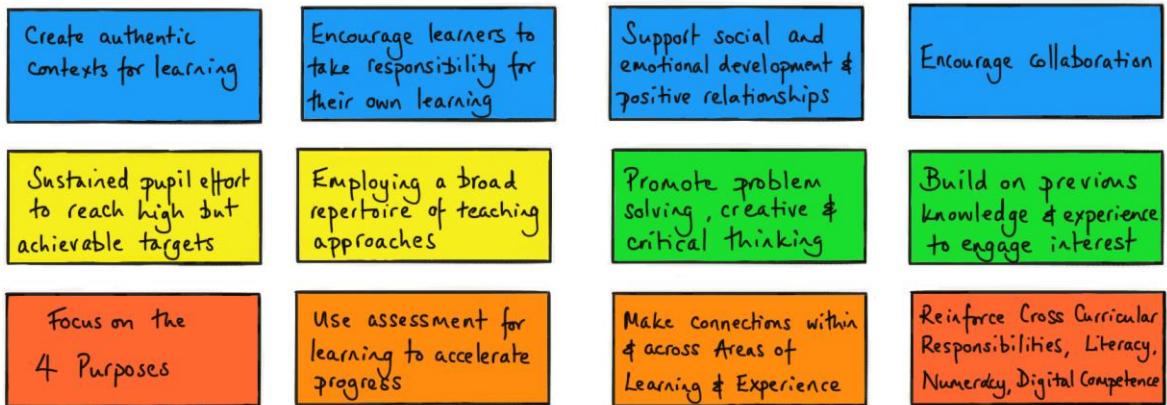 Create authentic
contexts for learning
Encourage learners to
take responsibility for
their own learning
Support social and
emotional development &
positive relationships
Encourage collaboration
Sustained pupil effort
to reach high but
achievable targets
Employing a broad
repertoire of teaching
approaches
Promote problem
solving, creative &
critical thinking
Build on previous
knowledge & experience
to engage interest
Focus on the
4 Purposes
Use assessment for
learning to accelerate
progress
Make connections within
& across Areas of
Learning & Experience
Reinforce Cross Curricular
Responsibilities, Literacy,
Numeracy, Digital Competence